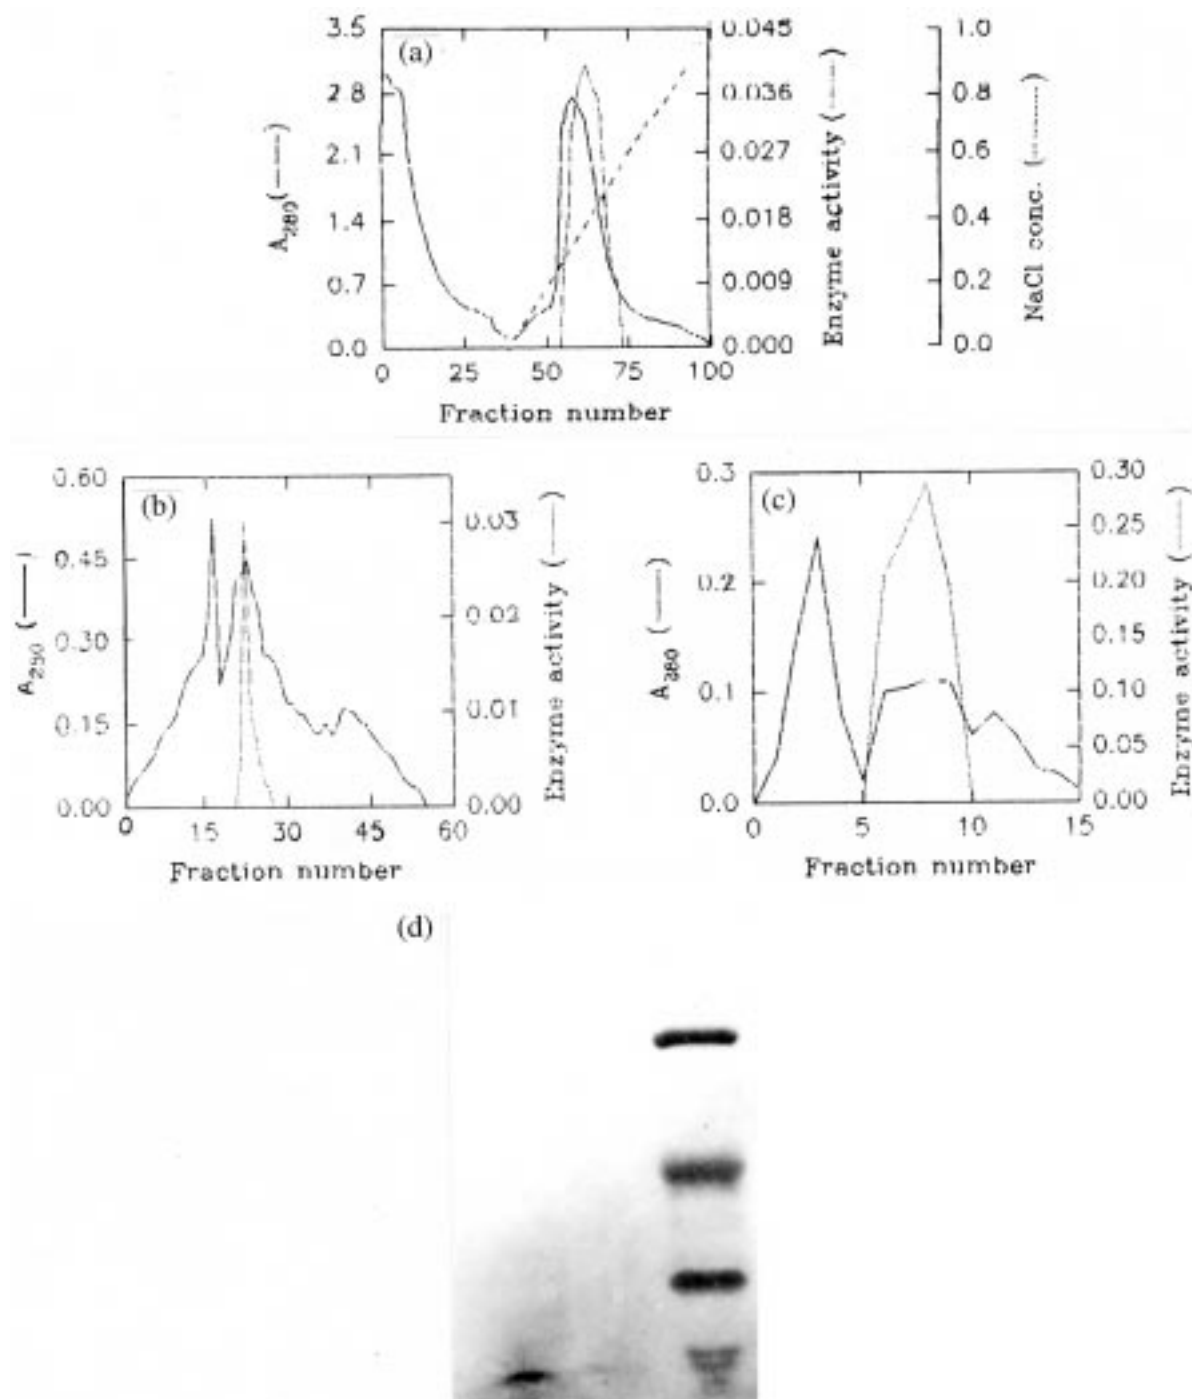 (a)
3.5
2.8
2.1
1.4
0.7
0.0
A280 (——)
0 25 50 75 100
Fraction number
0.045
0.036
0.027
0.018
0.009
0.000
Enzyme activity (----)
1.0
0.8
0.6
0.4
0.2
0.0
NaCl conc. (--------)
(b)
0.60
0.45
0.30
0.15
0.00
A280 (——)
0 15 30 45 60
Fraction number
0.03
0.02
0.01
0.00
Enzyme activity (——)
(c)
0.3
0.2
0.1
0.0
A280 (——)
0 5 10 15
Fraction number
0.30
0.25
0.20
0.15
0.10
0.05
0.00
Enzyme activity (——)
(d)